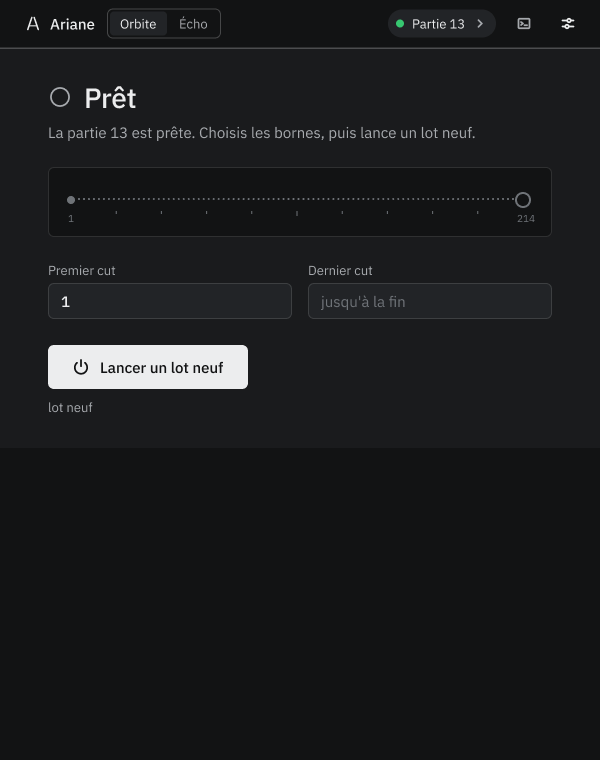 Ariane
Orbite
Écho
Partie 13
Prêt
La partie 13 est prête. Choisis les bornes, puis lance un lot neuf.
1
214
Premier cut
Dernier cut
1
jusqu'à la fin
Lancer un lot neuf
lot neuf